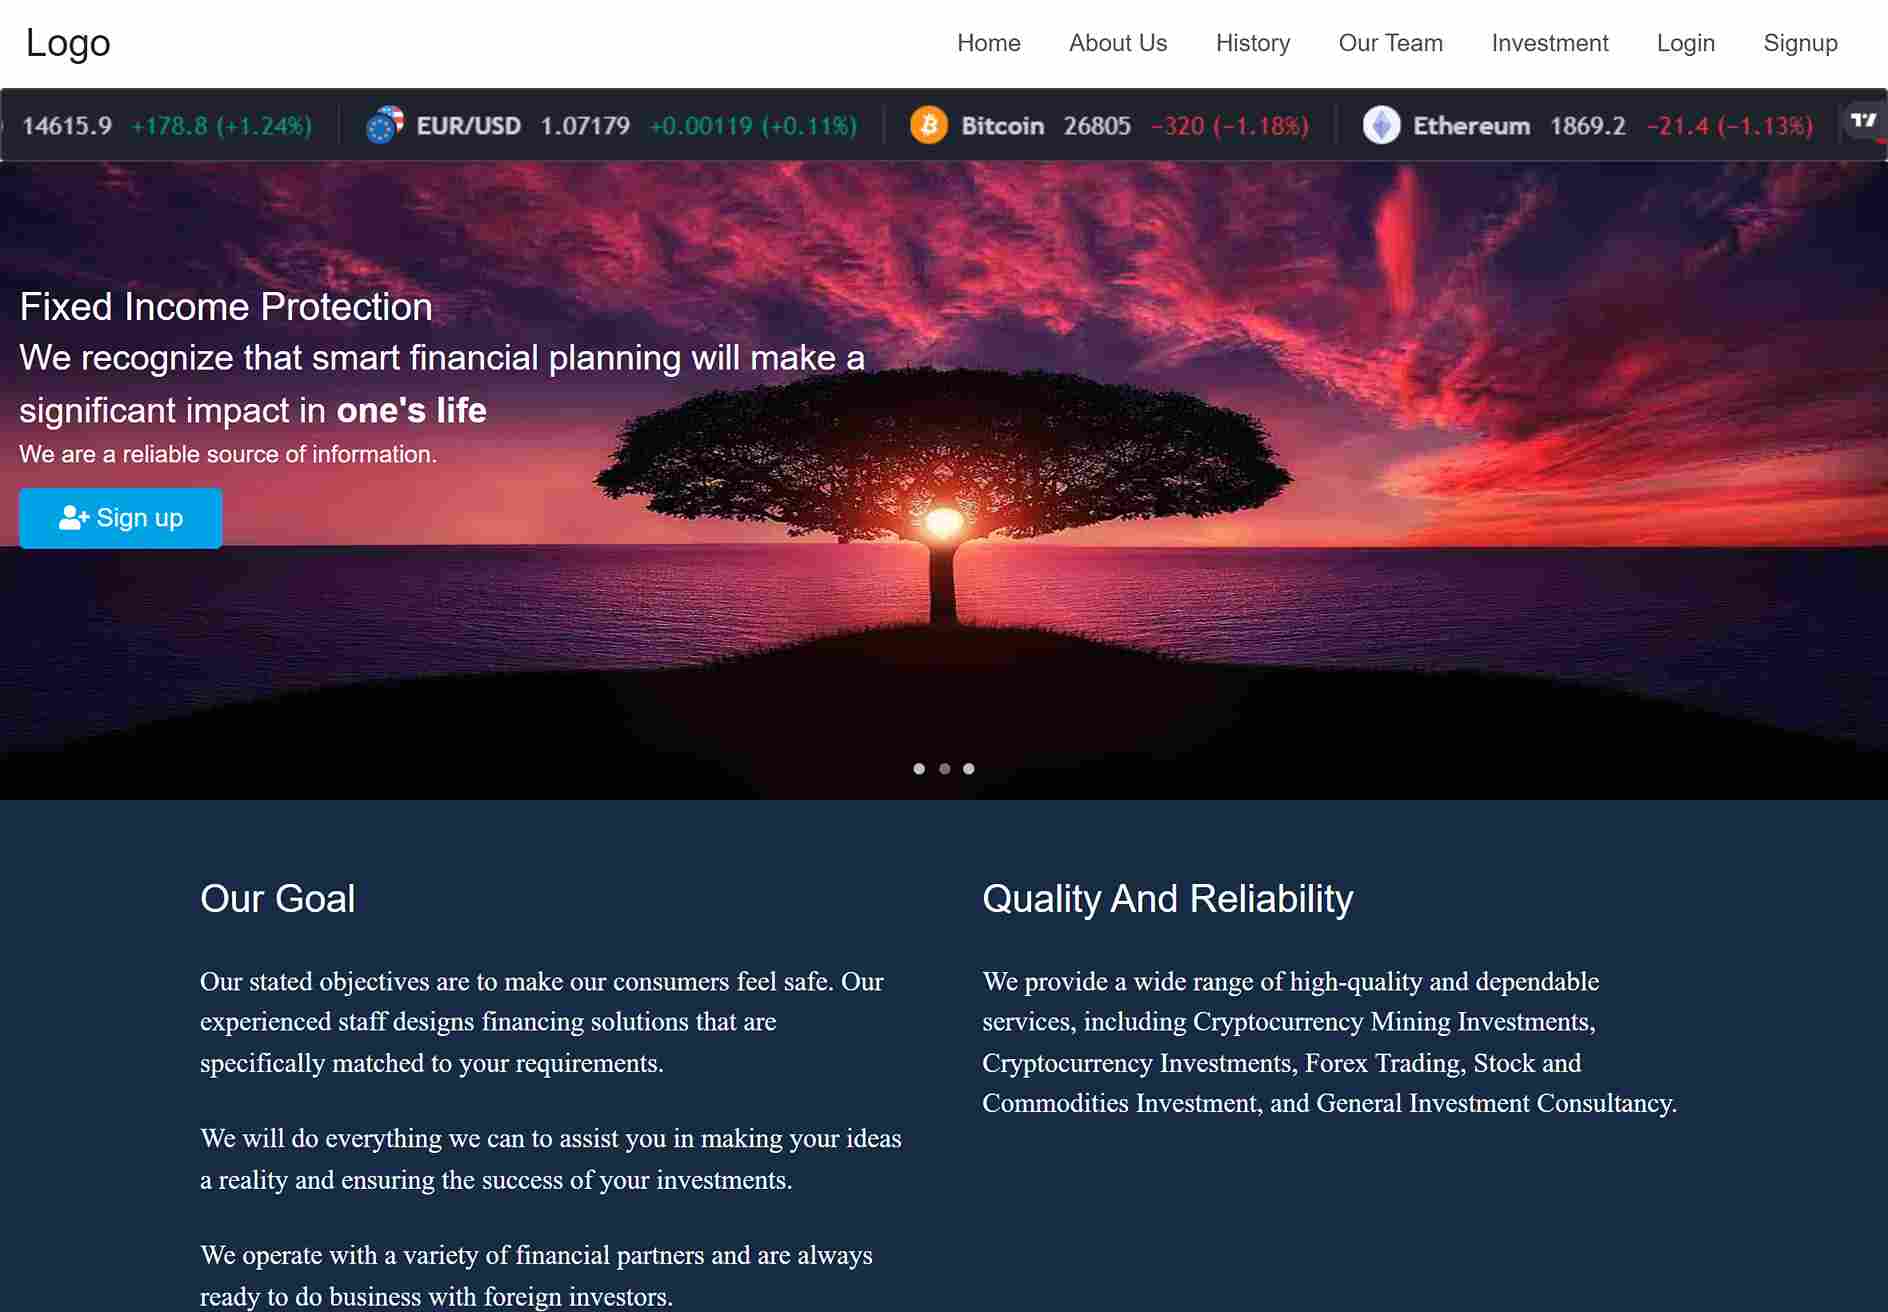 Logo
Home About Us History Our Team Investment Login Signup
14615.9 +178.8 (+1.24%) EUR/USD 1.07179 +0.00119 (+0.11%) Bitcoin 26805 −320 (−1.18%) Ethereum 1869.2 −21.4 (−1.13%)
Fixed Income Protection
We recognize that smart financial planning will make a
significant impact in one's life
We are a reliable source of information.
Sign up
Our Goal
Our stated objectives are to make our consumers feel safe. Our
experienced staff designs financing solutions that are
specifically matched to your requirements.
We will do everything we can to assist you in making your ideas
a reality and ensuring the success of your investments.
We operate with a variety of financial partners and are always
ready to do business with foreign investors.
Quality And Reliability
We provide a wide range of high-quality and dependable
services, including Cryptocurrency Mining Investments,
Cryptocurrency Investments, Forex Trading, Stock and
Commodities Investment, and General Investment Consultancy.